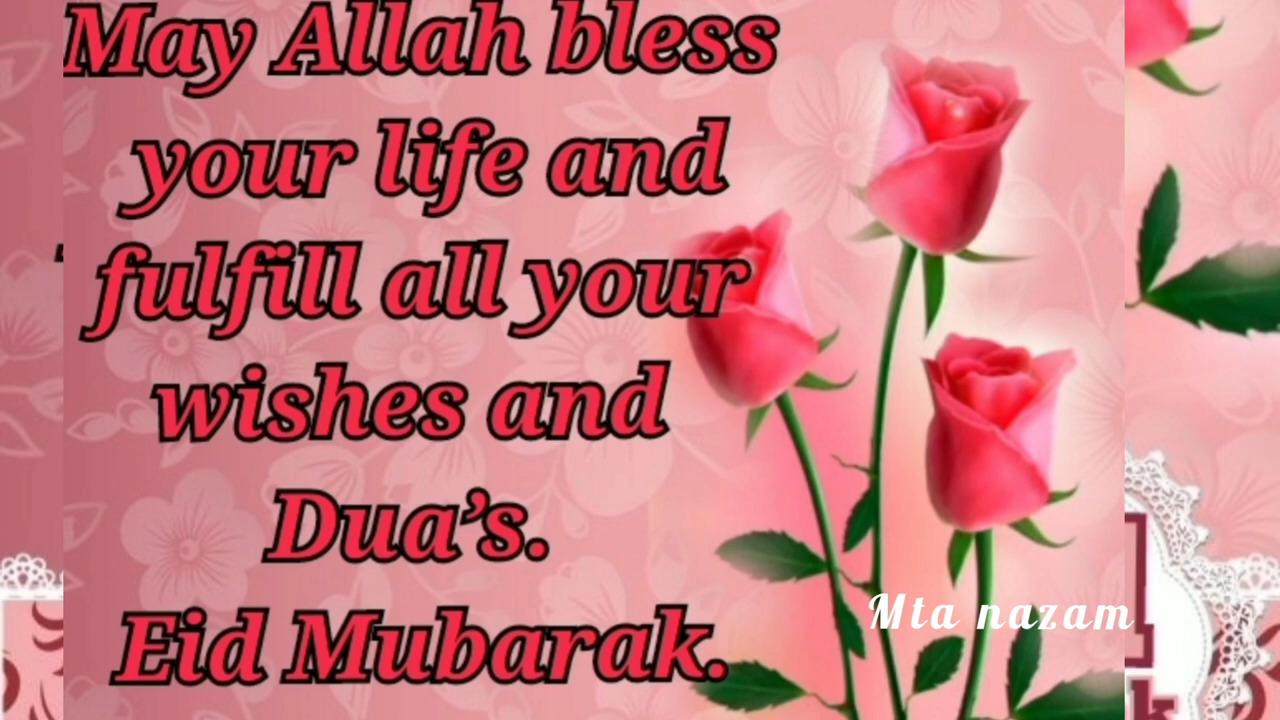 May Allah bless
your life and
fulfill all your
wishes and
Dua’s.
Eid Mubarak.
Mta nazam